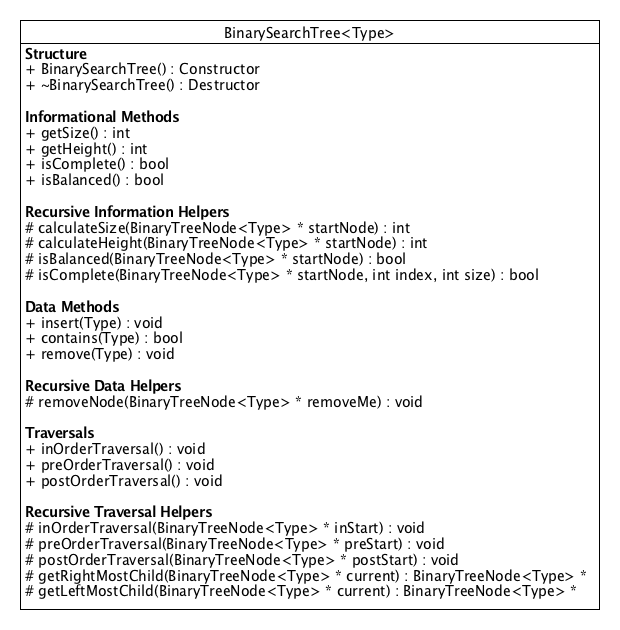 BinarySearchTree<Type>
Structure
+ BinarySearchTree() : Constructor
+ ~BinarySearchTree() : Destructor
Informational Methods
+ getSize() : int
+ getHeight() : int
+ isComplete() : bool
+ isBalanced() : bool
Recursive Information Helpers
# calculateSize(BinaryTreeNode<Type> * startNode) : int
# calculateHeight(BinaryTreeNode<Type> * startNode) : int
# isBalanced(BinaryTreeNode<Type> * startNode) : bool
# isComplete(BinaryTreeNode<Type> * startNode, int index, int size) : bool
Data Methods
+ insert(Type) : void
+ contains(Type) : bool
+ remove(Type) : void
Recursive Data Helpers
# removeNode(BinaryTreeNode<Type> * removeMe) : void
Traversals
+ inOrderTraversal() : void
+ preOrderTraversal() : void
+ postOrderTraversal() : void
Recursive Traversal Helpers
# inOrderTraversal(BinaryTreeNode<Type> * inStart) : void
# preOrderTraversal(BinaryTreeNode<Type> * preStart) : void
# postOrderTraversal(BinaryTreeNode<Type> * postStart) : void
# getRightMostChild(BinaryTreeNode<Type> * current) : BinaryTreeNode<Type> *
# getLeftMostChild(BinaryTreeNode<Type> * current) : BinaryTreeNode<Type> *